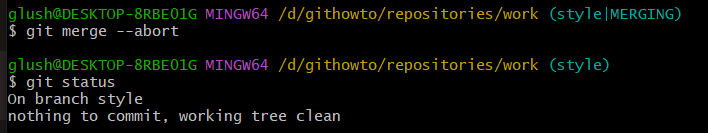 glush@DESKTOP-8RBE01G MINGW64 /d/githowto/repositories/work (style|MERGING)
$ git merge --abort
glush@DESKTOP-8RBE01G MINGW64 /d/githowto/repositories/work (style)
$ git status
On branch style
nothing to commit, working tree clean